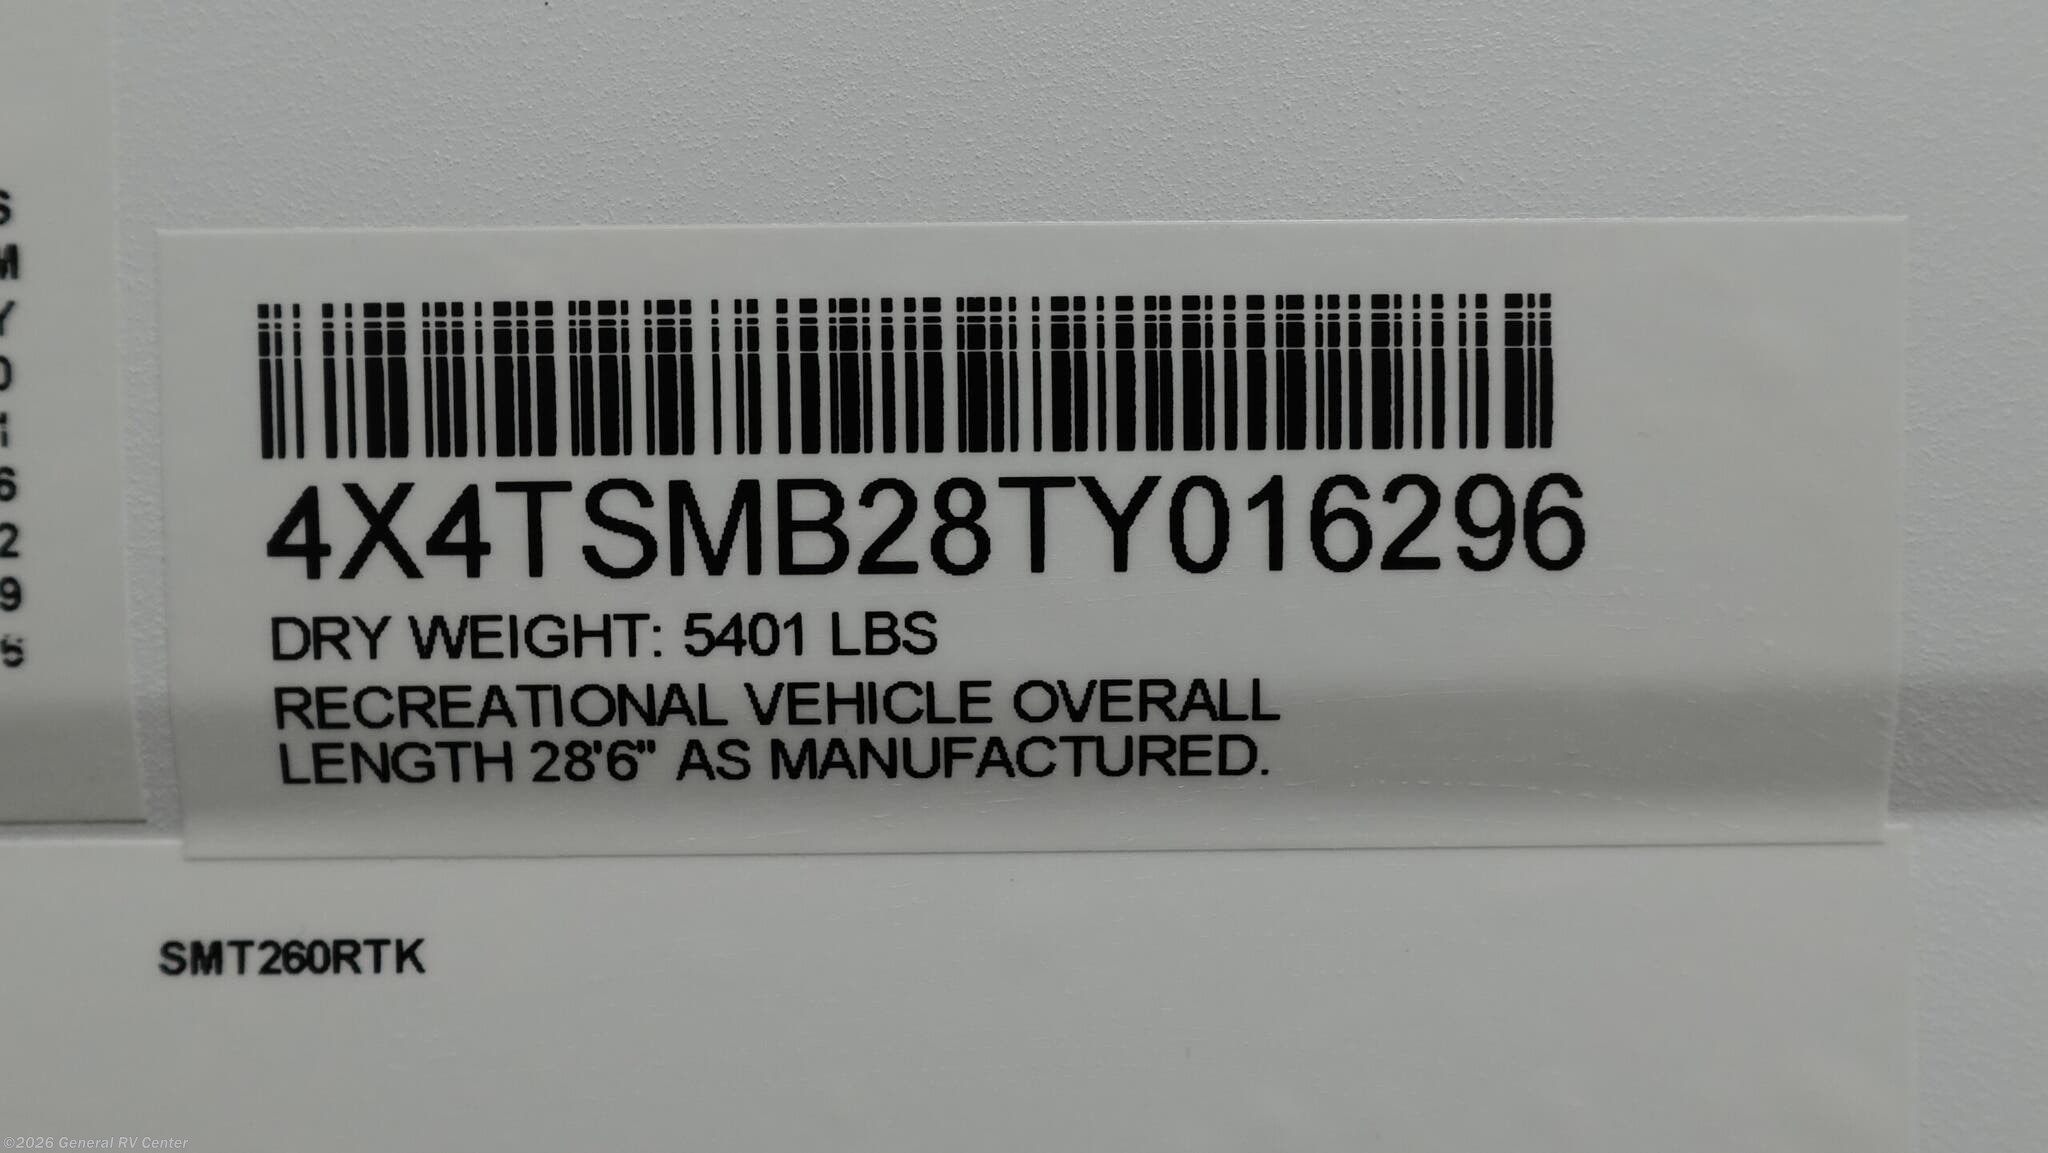 S
M
Y
0
1
6
2
9
6
4X4TSMB28TY016296
DRY WEIGHT: 5401 LBS
RECREATIONAL VEHICLE OVERALL
LENGTH 28'6" AS MANUFACTURED.
SMT260RTK
©2026 General RV Center